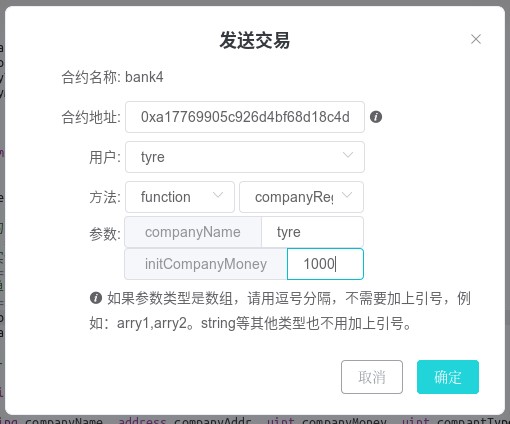 发送交易
合约名称: bank4
合约地址: 0xa17769905c926d4bf68d18c4d
用户: tyre
方法: function companyReg
参数: companyName tyre
initCompanyMoney 1000
如果参数类型是数组，请用逗号分隔，不需要加上引号，例
如：arry1,arry2。string等其他类型也不用加上引号。
取消 确定
companyName, address companyAddr, uint companyMoney, uint